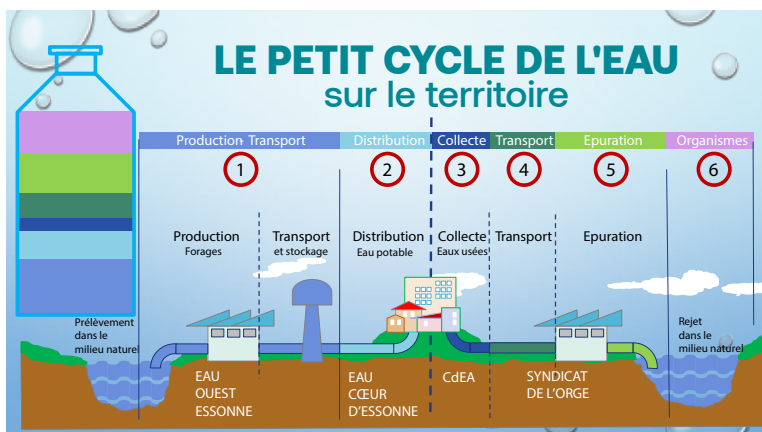 LE PETIT CYCLE DE L'EAU
sur le territoire
Production Transport
Distribution
Collecte
Transport
Epuration
Organismes
1
2
3
4
5
6
Production
Forages
Transport
et stockage
Distribution
Eau potable
Collecte
Eaux usées
Transport
Epuration
Prélèvement
dans le
milieu naturel
Rejet
dans le
milieu naturel
EAU
OUEST
ESSONNE
EAU
CŒUR
D'ESSONNE
CdEA
SYNDICAT
DE L'ORGE